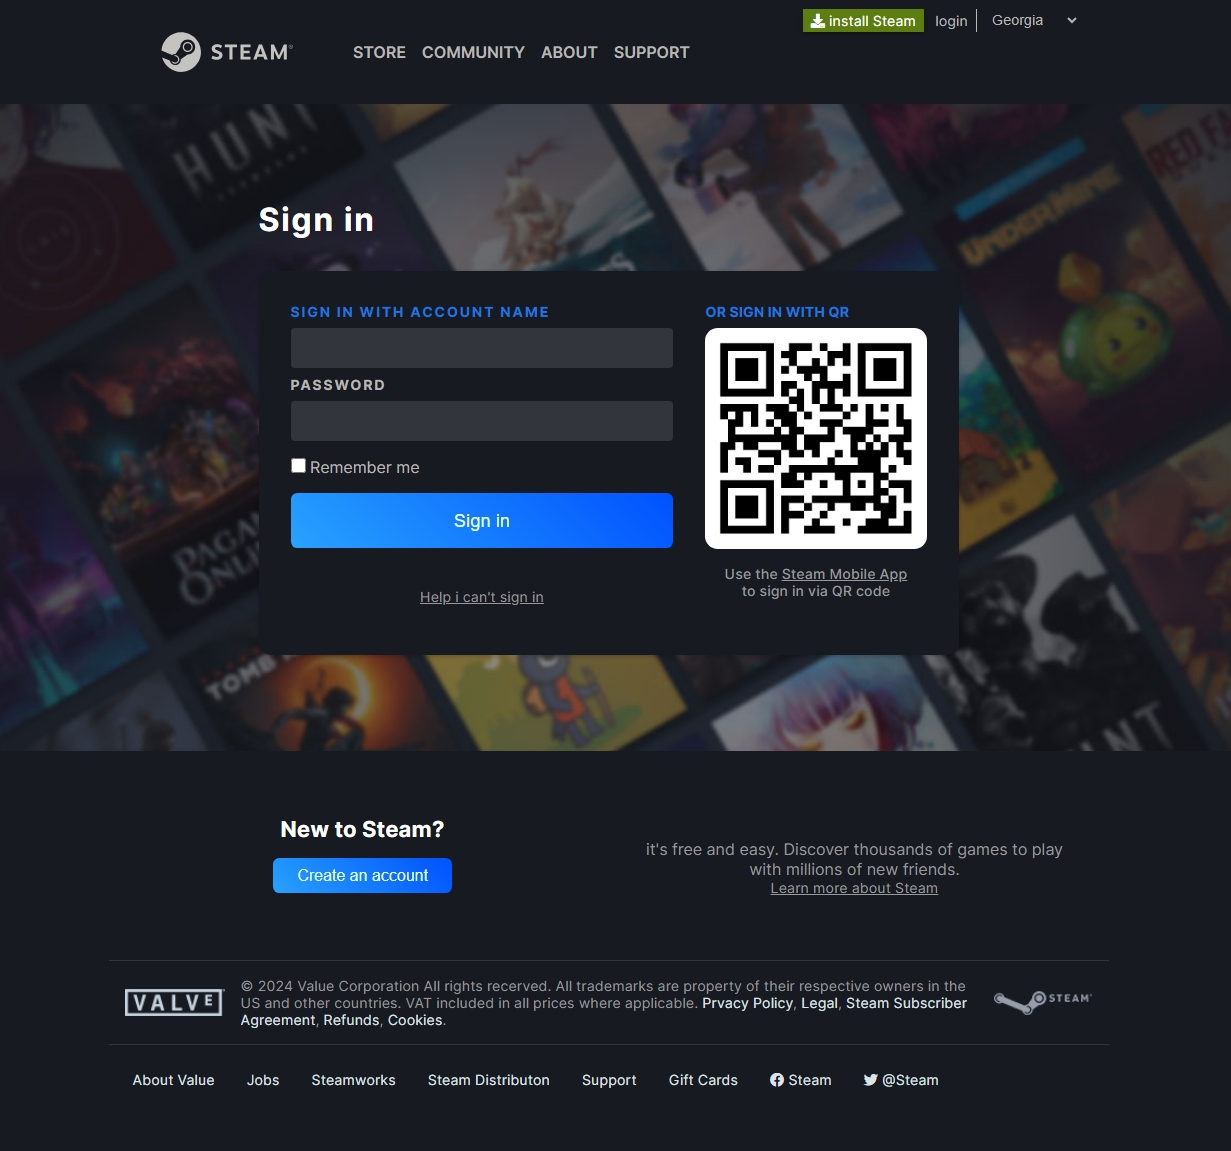 install Steam login Georgia
STEAM STORE COMMUNITY ABOUT SUPPORT
HUNT
UNDERMINE
Sign in
SIGN IN WITH ACCOUNT NAME
OR SIGN IN WITH QR
PASSWORD
Remember me
Sign in
Help i can't sign in
Use the Steam Mobile App
to sign in via QR code
TOMB
New to Steam?
Create an account
it's free and easy. Discover thousands of games to play
with millions of new friends.
Learn more about Steam
VALVE
© 2024 Value Corporation All rights recerved. All trademarks are property of their respective owners in the
US and other countries. VAT included in all prices where applicable. Prvacy Policy, Legal, Steam Subscriber
Agreement, Refunds, Cookies.
STEAM
About Value Jobs Steamworks Steam Distributon Support Gift Cards Steam @Steam